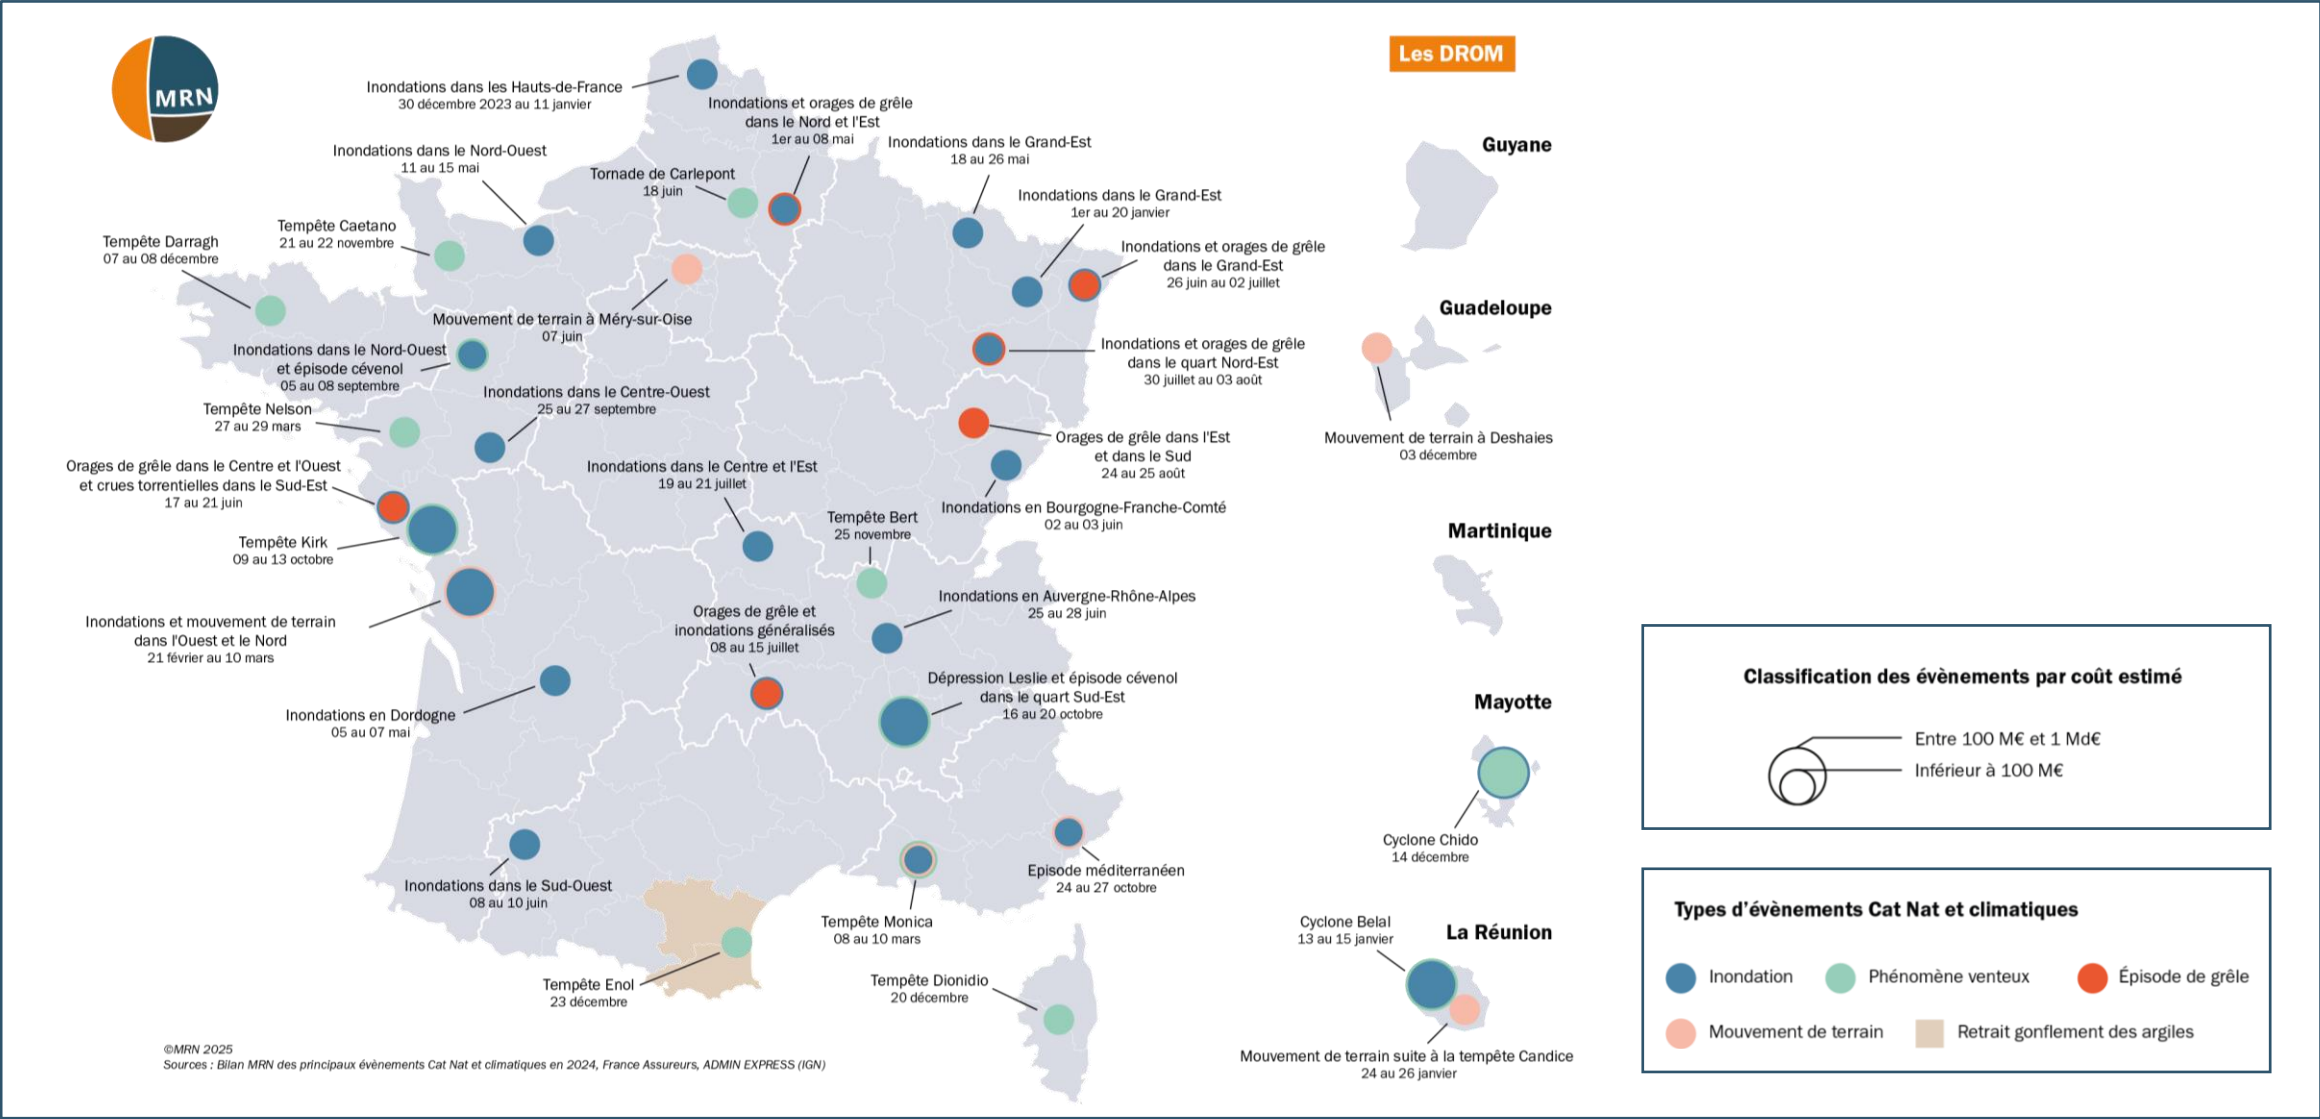 MRN
Les DROM
Inondations dans les Hauts-de-France
30 décembre 2023 au 11 janvier
Inondations et orages de grêle
dans le Nord et l'Est
1er au 08 mai
Inondations dans le Grand-Est
18 au 26 mai
Inondations dans le Nord-Ouest
11 au 15 mai
Tornade de Carlepont
18 juin
Inondations dans le Grand-Est
1er au 20 janvier
Tempête Caetano
21 au 22 novembre
Tempête Darragh
07 au 08 décembre
Inondations et orages de grêle
dans le Grand-Est
26 juin au 02 juillet
Mouvement de terrain à Méry-sur-Oise
07 juin
Inondations dans le Nord-Ouest
et épisode cévenol
05 au 08 septembre
Inondations et orages de grêle
dans le quart Nord-Est
30 juillet au 03 août
Inondations dans le Centre-Ouest
25 au 27 septembre
Tempête Nelson
27 au 29 mars
Orages de grêle dans l'Est
et dans le Sud
24 au 25 août
Orages de grêle dans le Centre et l'Ouest
et crues torrentielles dans le Sud-Est
17 au 21 juin
Inondations dans le Centre et l'Est
19 au 21 juillet
Inondations en Bourgogne-Franche-Comté
02 au 03 juin
Tempête Bert
25 novembre
Tempête Kirk
09 au 13 octobre
Inondations en Auvergne-Rhône-Alpes
25 au 28 juin
Orages de grêle et
inondations généralisés
08 au 15 juillet
Inondations et mouvement de terrain
dans l'Ouest et le Nord
21 février au 10 mars
Dépression Leslie et épisode cévenol
dans le quart Sud-Est
16 au 20 octobre
Inondations en Dordogne
05 au 07 mai
Episode méditerranéen
24 au 27 octobre
Inondations dans le Sud-Ouest
08 au 10 juin
Tempête Monica
08 au 10 mars
Tempête Enol
23 décembre
Tempête Dionidio
20 décembre
Guyane
Guadeloupe
Mouvement de terrain à Deshaies
03 décembre
Martinique
Mayotte
Cyclone Chido
14 décembre
Cyclone Belal
13 au 15 janvier
La Réunion
Mouvement de terrain suite à la tempête Candice
24 au 26 janvier
Classification des évènements par coût estimé
Entre 100 M€ et 1 Md€
Inférieur à 100 M€
Types d'évènements Cat Nat et climatiques
Inondation
Phénomène venteux
Épisode de grêle
Mouvement de terrain
Retrait gonflement des argiles
©MRN 2025
Sources : Bilan MRN des principaux évènements Cat Nat et climatiques en 2024, France Assureurs, ADMIN EXPRESS (IGN)